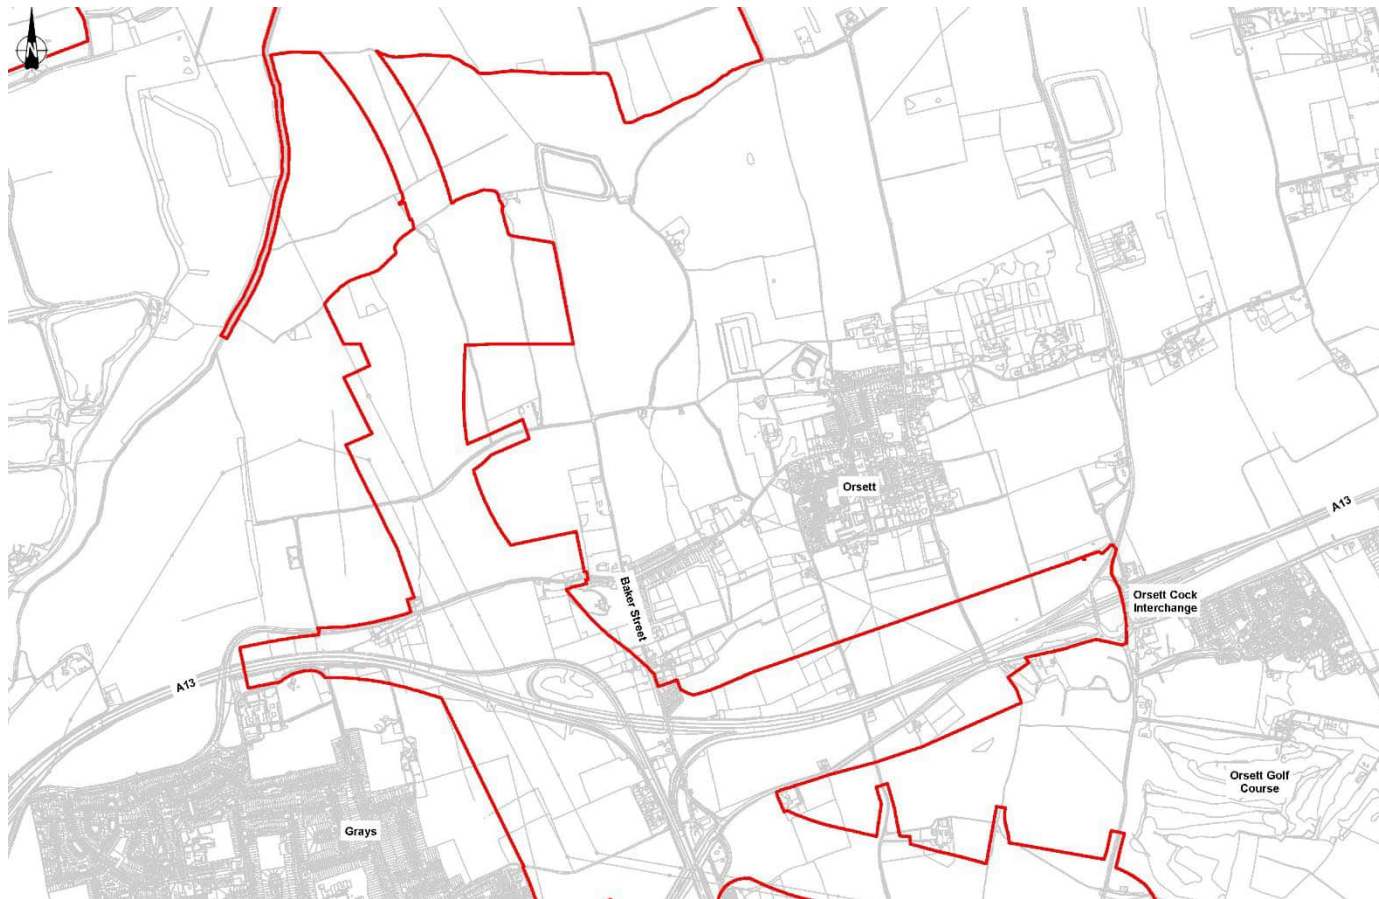 N
Orsett
A13
Orsett Cock
Interchange
Baker Street
A13
Orsett Golf
Course
Grays